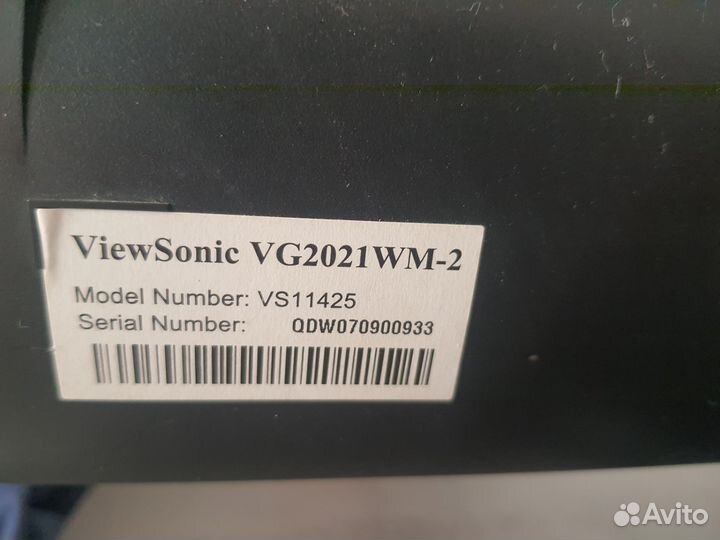 ViewSonic VG2021WM-2
Model Number: VS11425
Serial Number: QDW070900933
Avito